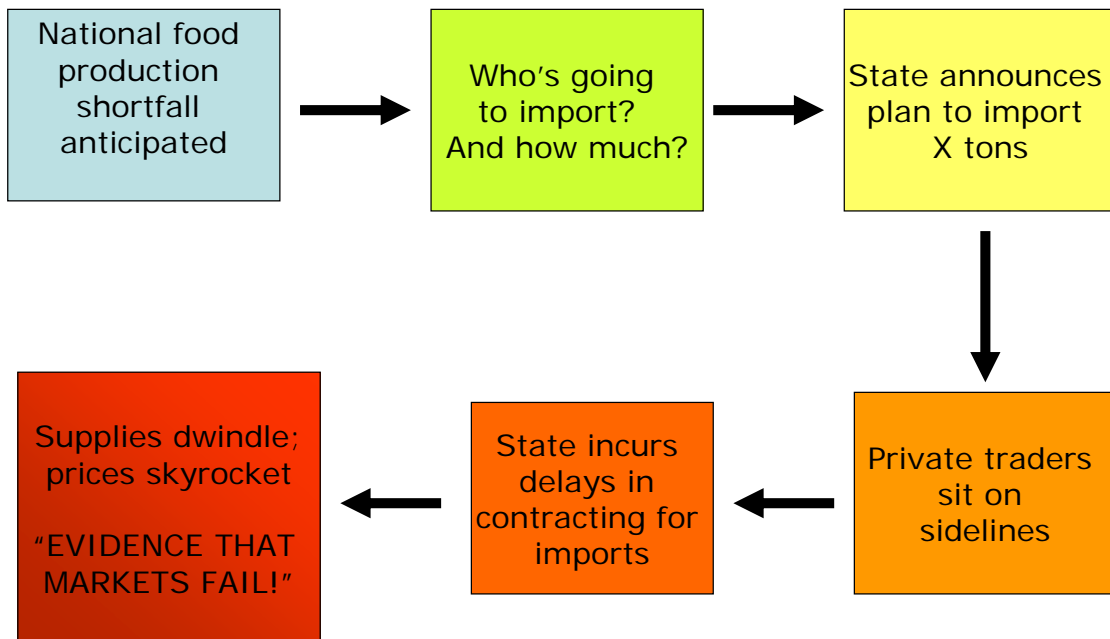 National food
production
shortfall
anticipated
Who's going
to import?
And how much?
State announces
plan to import
X tons
Private traders
sit on
sidelines
State incurs
delays in
contracting for
imports
Supplies dwindle;
prices skyrocket
“EVIDENCE THAT
MARKETS FAIL!”